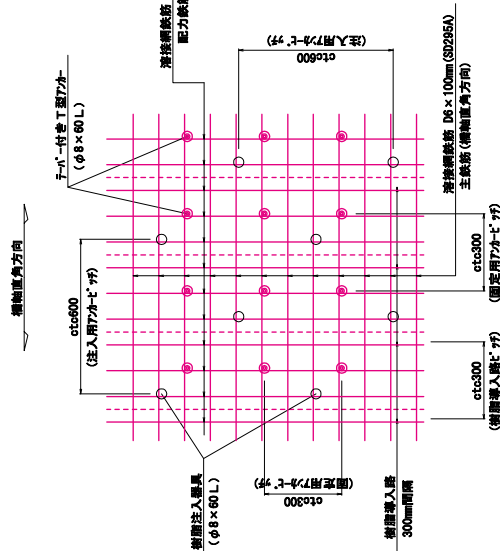 橋軸直角方向
テーパー付きT型アンカー
(φ8×60L)
溶接網鉄筋
配力鉄筋
ctc600
(注入用アンカーピッチ)
ctc600
(注入用アンカーピッチ)
溶接網鉄筋 D6×100mm(SD295A)
主鉄筋(橋軸直角方向)
ctc300
(固定用アンカーピッチ)
ctc300
(樹脂導入路ピッチ)
ctc300
(固定用アンカーピッチ)
樹脂注入器具
(φ8×60L)
樹脂導入路
300mm間隔